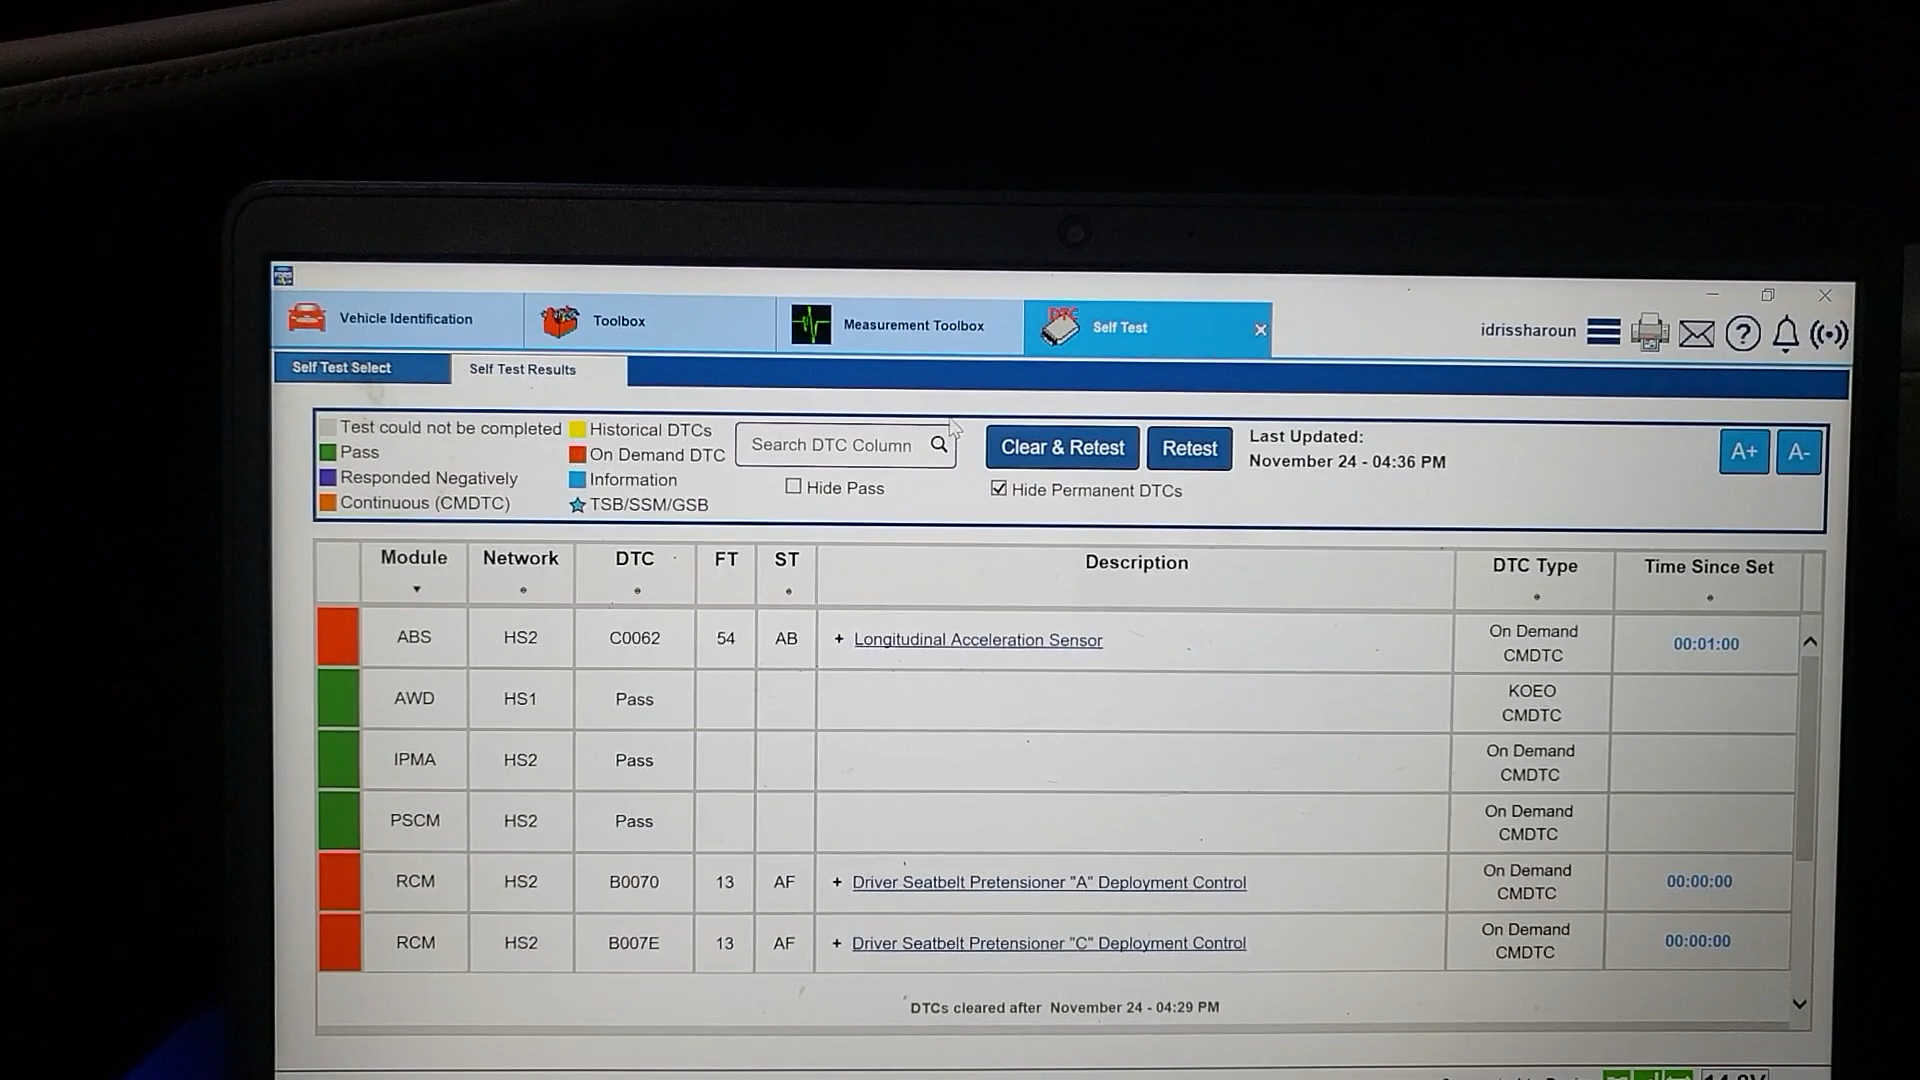 FDRS
Vehicle Identification
Toolbox
Measurement Toolbox
DTC
Self Test
idrissharoun
Self Test Select
Self Test Results
Test could not be completed
Pass
Responded Negatively
Continuous (CMDTC)
Historical DTCs
On Demand DTC
Information
TSB/SSM/GSB
Search DTC Column
Hide Pass
Clear & Retest
Retest
Hide Permanent DTCs
Last Updated:
November 24 - 04:36 PM
A+ A-
Module Network DTC FT ST Description DTC Type Time Since Set
ABS HS2 C0062 54 AB + Longitudinal Acceleration Sensor On Demand CMDTC 00:01:00
AWD HS1 Pass KOEO CMDTC
IPMA HS2 Pass On Demand CMDTC
PSCM HS2 Pass On Demand CMDTC
RCM HS2 B0070 13 AF + Driver Seatbelt Pretensioner "A" Deployment Control On Demand CMDTC 00:00:00
RCM HS2 B007E 13 AF + Driver Seatbelt Pretensioner "C" Deployment Control On Demand CMDTC 00:00:00
DTCs cleared after November 24 - 04:29 PM